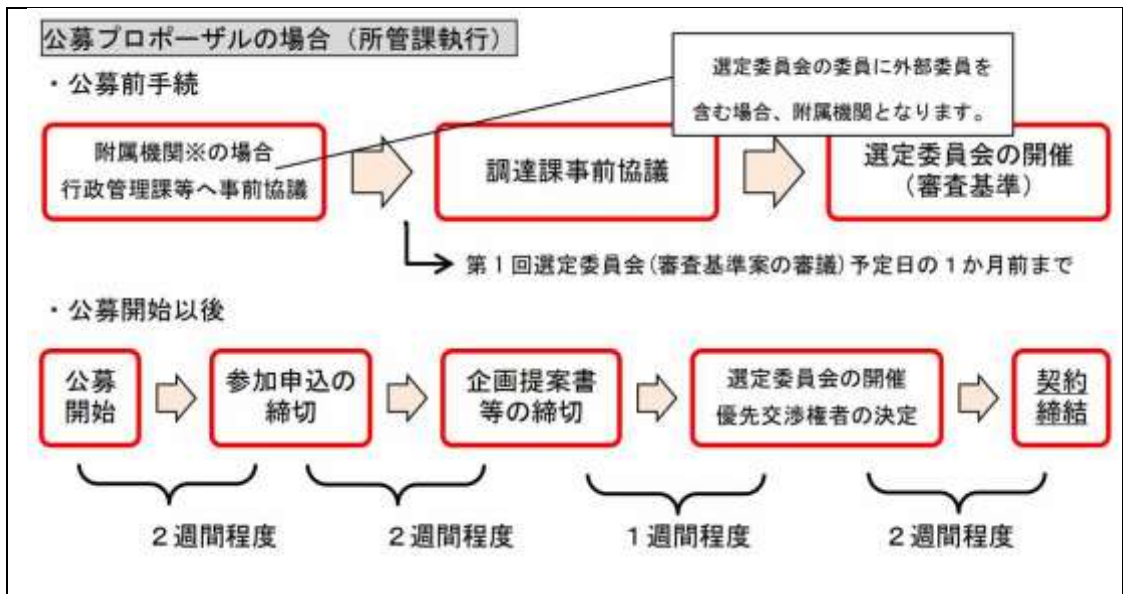 公募プロポーザルの場合（所管課執行）
選定委員会の委員に外部委員を
含む場合、附属機関となります。
・公募前手続
附属機関※の場合
行政管理課等へ事前協議
調達課事前協議
選定委員会の開催
（審査基準）
第１回選定委員会(審査基準案の審議)予定日の１か月前まで
・公募開始以後
公募
開始
参加申込の
締切
企画提案書
等の締切
選定委員会の開催
優先交渉権者の決定
契約
締結
２週間程度
２週間程度
１週間程度
２週間程度